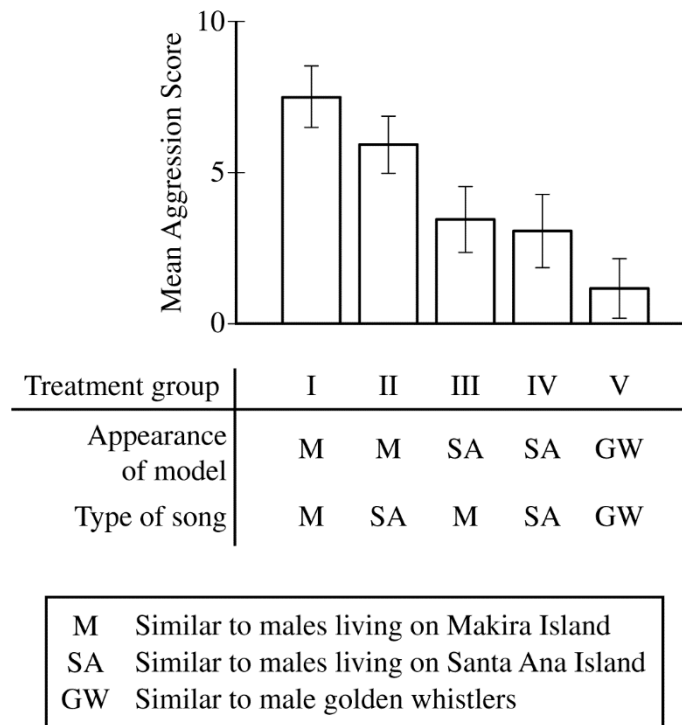 10
5
0
Mean Aggression Score
Treatment group I II III IV V
Appearance
of model M M SA SA GW
Type of song M SA M SA GW
M Similar to males living on Makira Island
SA Similar to males living on Santa Ana Island
GW Similar to male golden whistlers